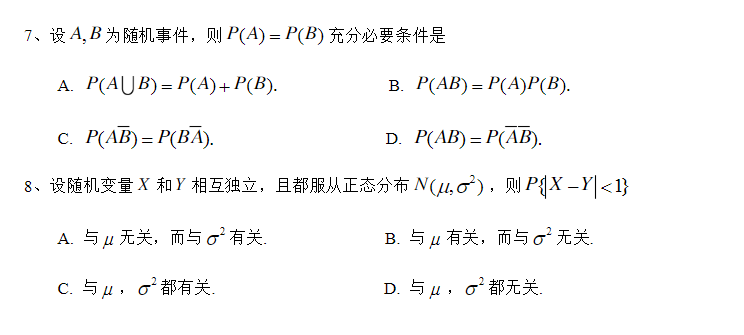 7、设 A, B 为随机事件，则 P(A) = P(B) 充分必要条件是
A. P(A⋃B) = P(A) + P(B). B. P(AB) = P(A)P(B).
C. P(AB̅) = P(BA̅). D. P(AB) = P(A̅B̅).
8、设随机变量 X 和 Y 相互独立，且都服从正态分布 N(μ,σ²)，则 P{|X −Y|<1}
A. 与 μ 无关，而与 σ² 有关. B. 与 μ 有关，而与 σ² 无关.
C. 与 μ，σ² 都有关. D. 与 μ，σ² 都无关.